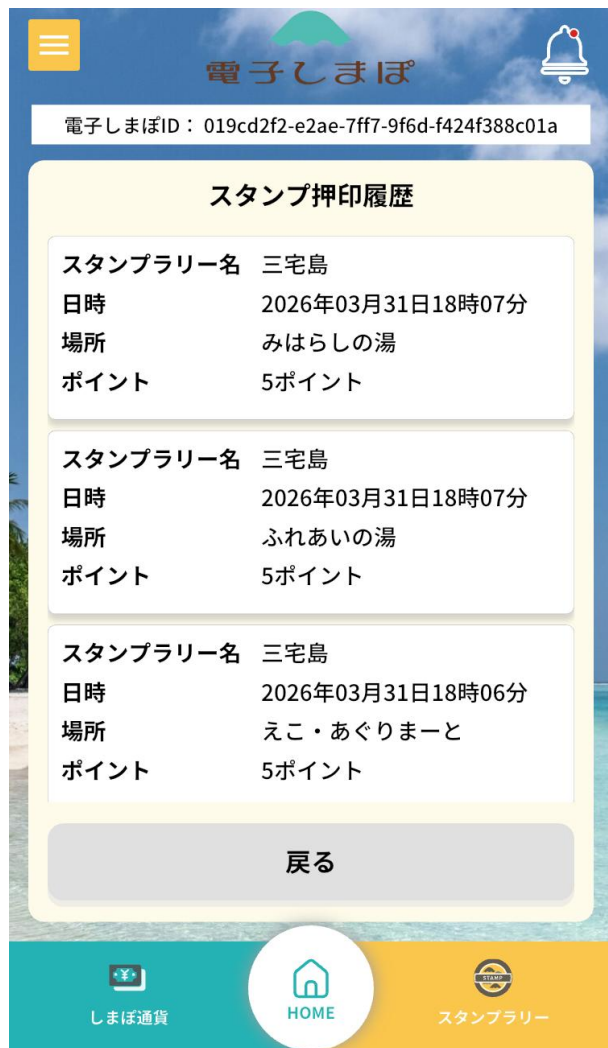 電子しまぽ
電子しまぽID： 019cd2f2-e2ae-7ff7-9f6d-f424f388c01a
スタンプ押印履歴
スタンプラリー名 三宅島
日時 2026年03月31日18時07分
場所 みはらしの湯
ポイント 5ポイント
スタンプラリー名 三宅島
日時 2026年03月31日18時07分
場所 ふれあいの湯
ポイント 5ポイント
スタンプラリー名 三宅島
日時 2026年03月31日18時06分
場所 えこ・あぐりまーと
ポイント 5ポイント
戻る
¥
しまぽ通貨
HOME
STAMP
スタンプラリー